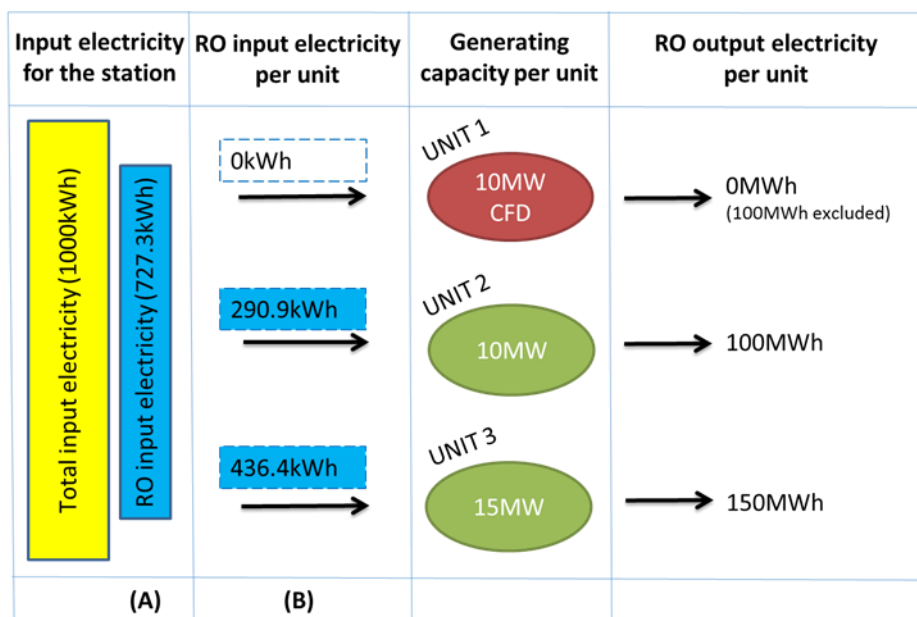 Input electricity
for the station
RO input electricity
per unit
Generating
capacity per unit
RO output electricity
per unit
Total input electricity (1000kWh)
RO input electricity (727.3kWh)
0kWh
UNIT 1
10MW
CFD
0MWh
(100MWh excluded)
290.9kWh
UNIT 2
10MW
100MWh
436.4kWh
UNIT 3
15MW
150MWh
(A)
(B)